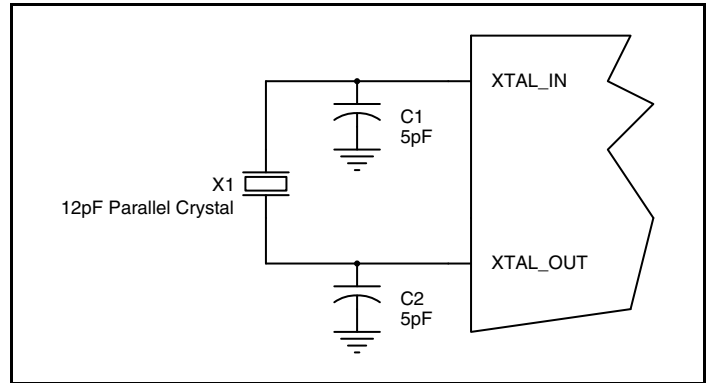 XTAL_IN
C1
5pF
X1
12pF Parallel Crystal
XTAL_OUT
C2
5pF